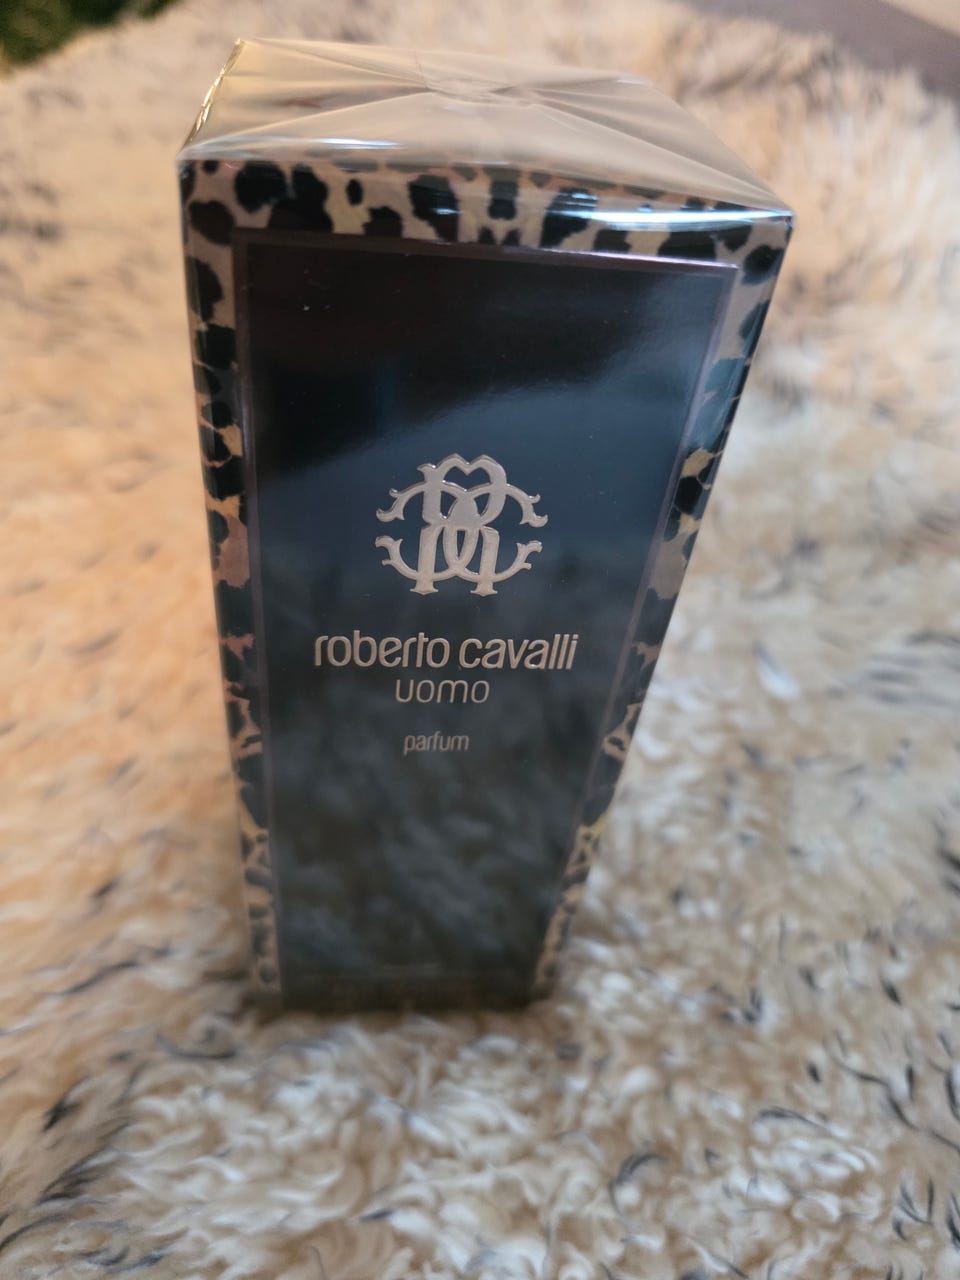 roberto cavalli
uomo
parfum